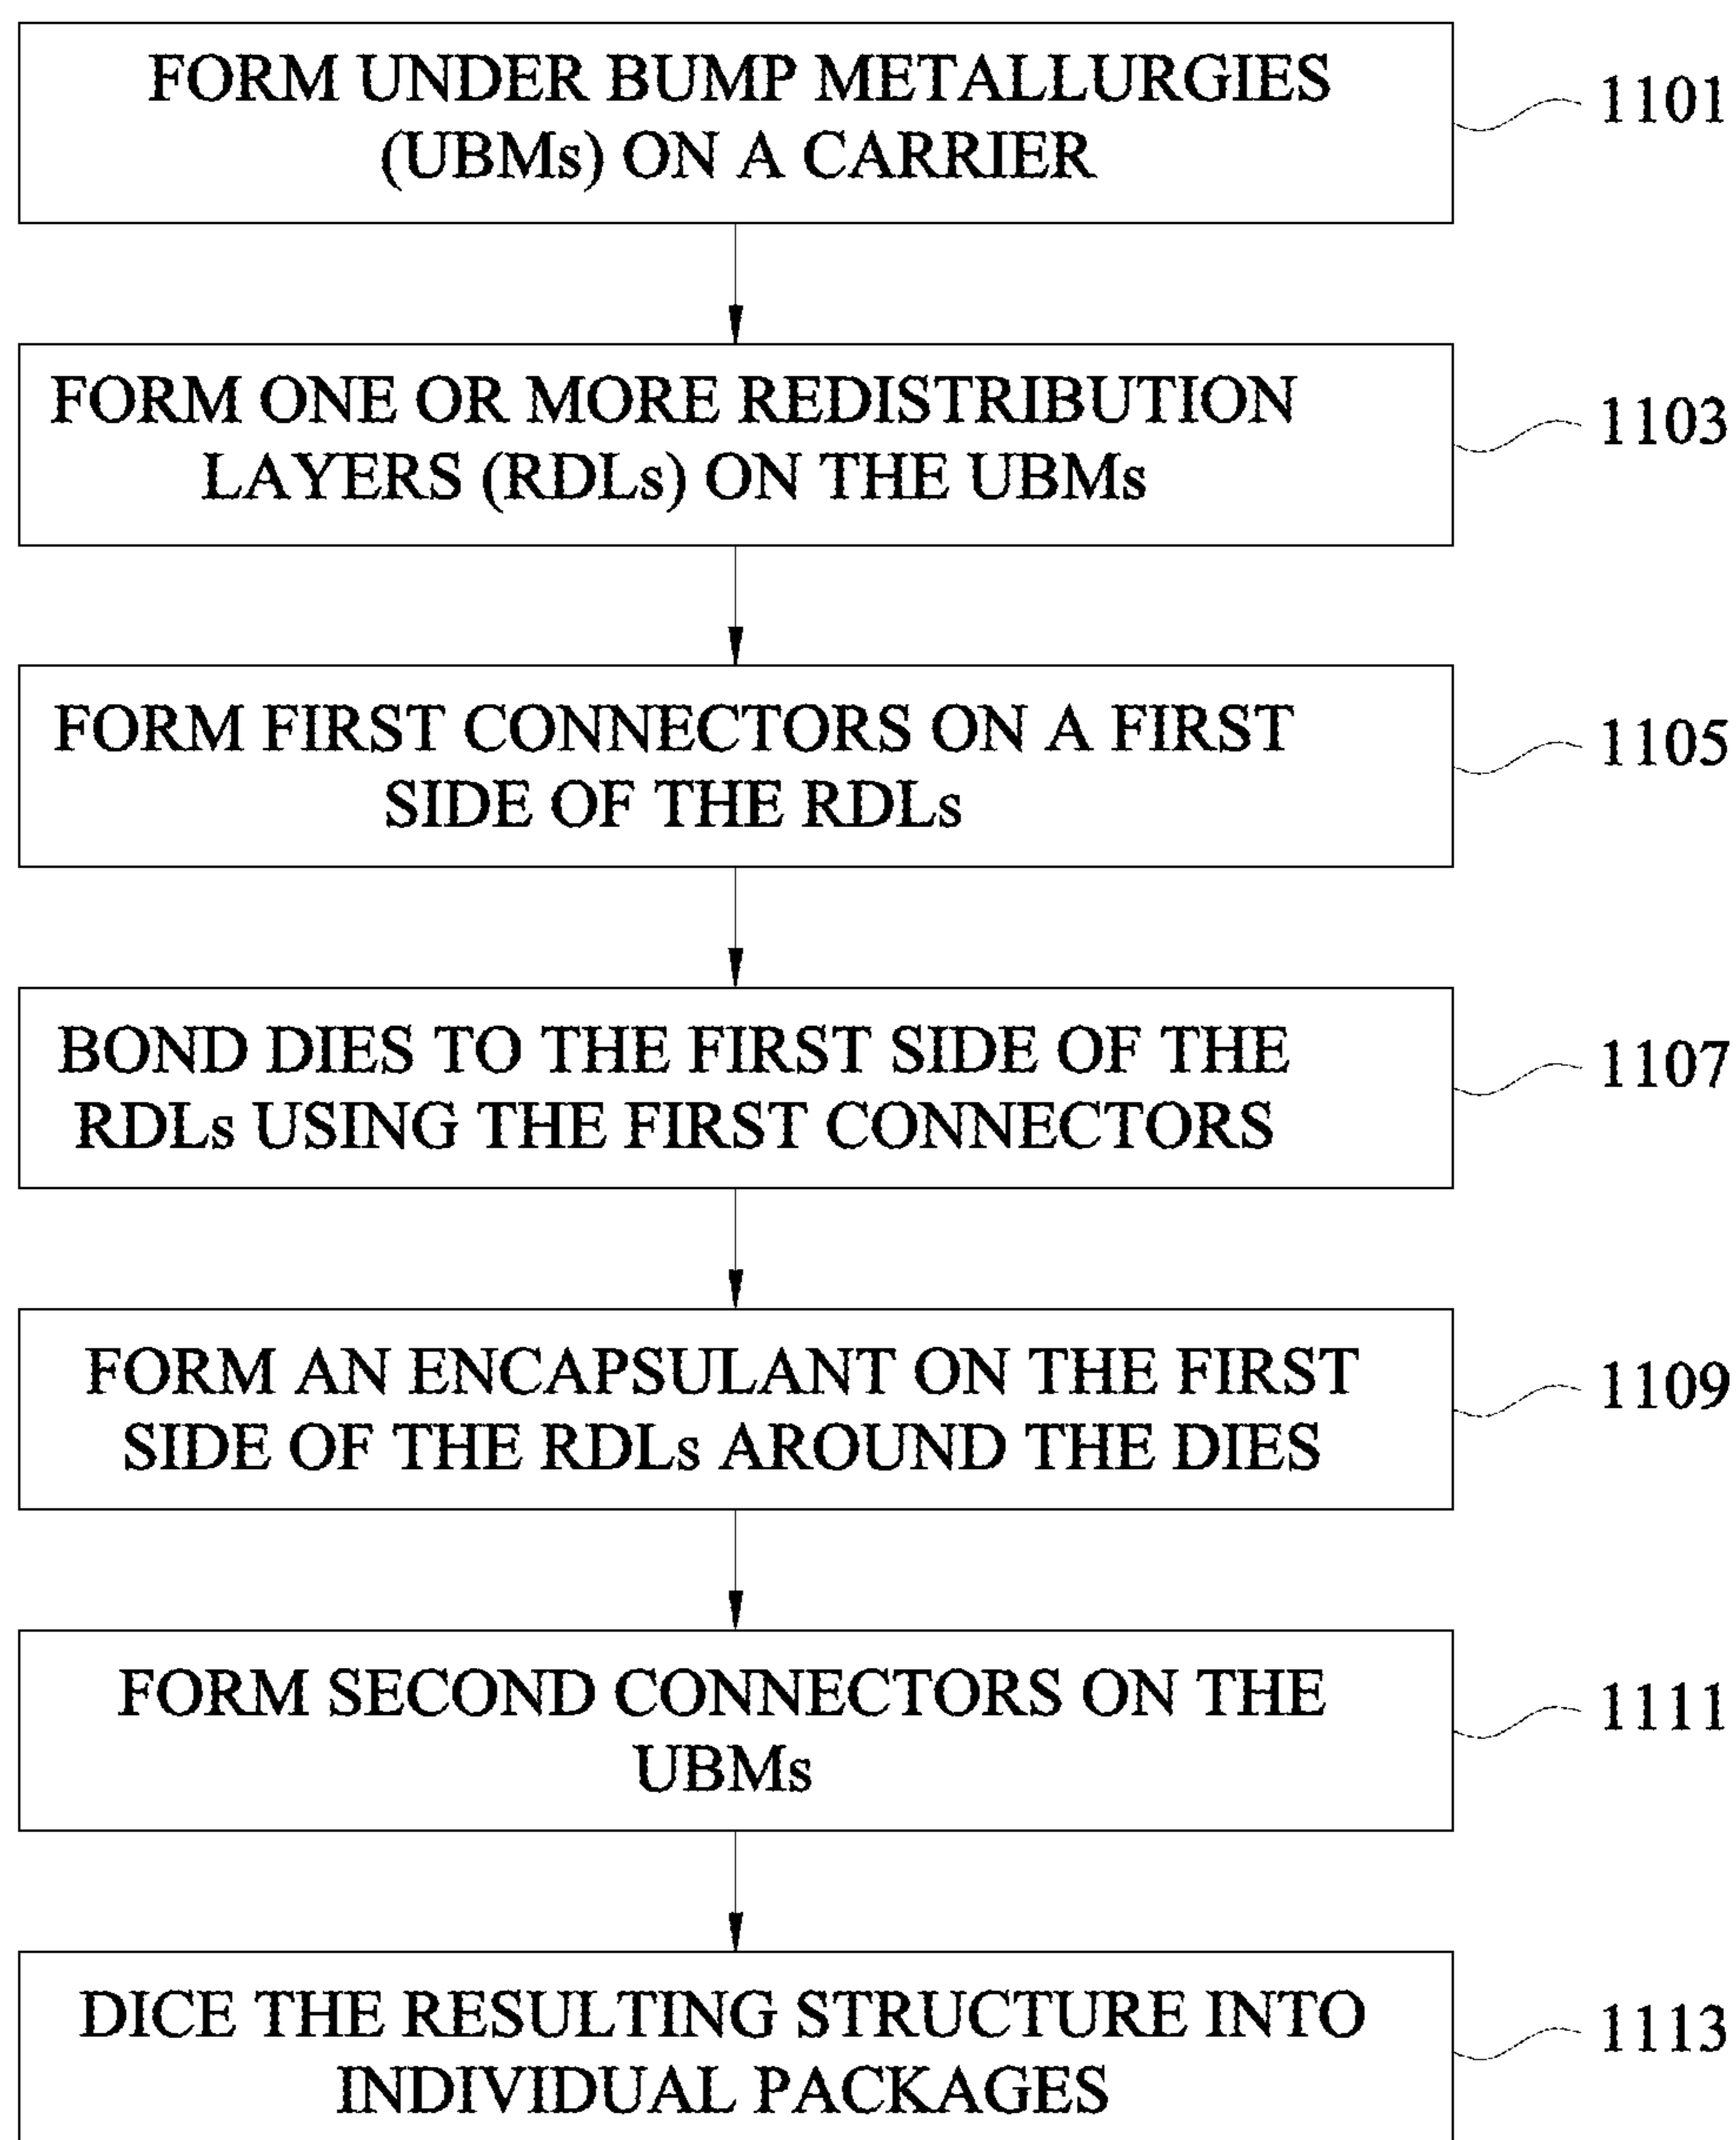 FORM UNDER BUMP METALLURGIES
(UBMs) ON A CARRIER
1101
FORM ONE OR MORE REDISTRIBUTION
LAYERS (RDLs) ON THE UBMs
1103
FORM FIRST CONNECTORS ON A FIRST
SIDE OF THE RDLs
1105
BOND DIES TO THE FIRST SIDE OF THE
RDLs USING THE FIRST CONNECTORS
1107
FORM AN ENCAPSULANT ON THE FIRST
SIDE OF THE RDLs AROUND THE DIES
1109
FORM SECOND CONNECTORS ON THE
UBMs
1111
DICE THE RESULTING STRUCTURE INTO
INDIVIDUAL PACKAGES
1113